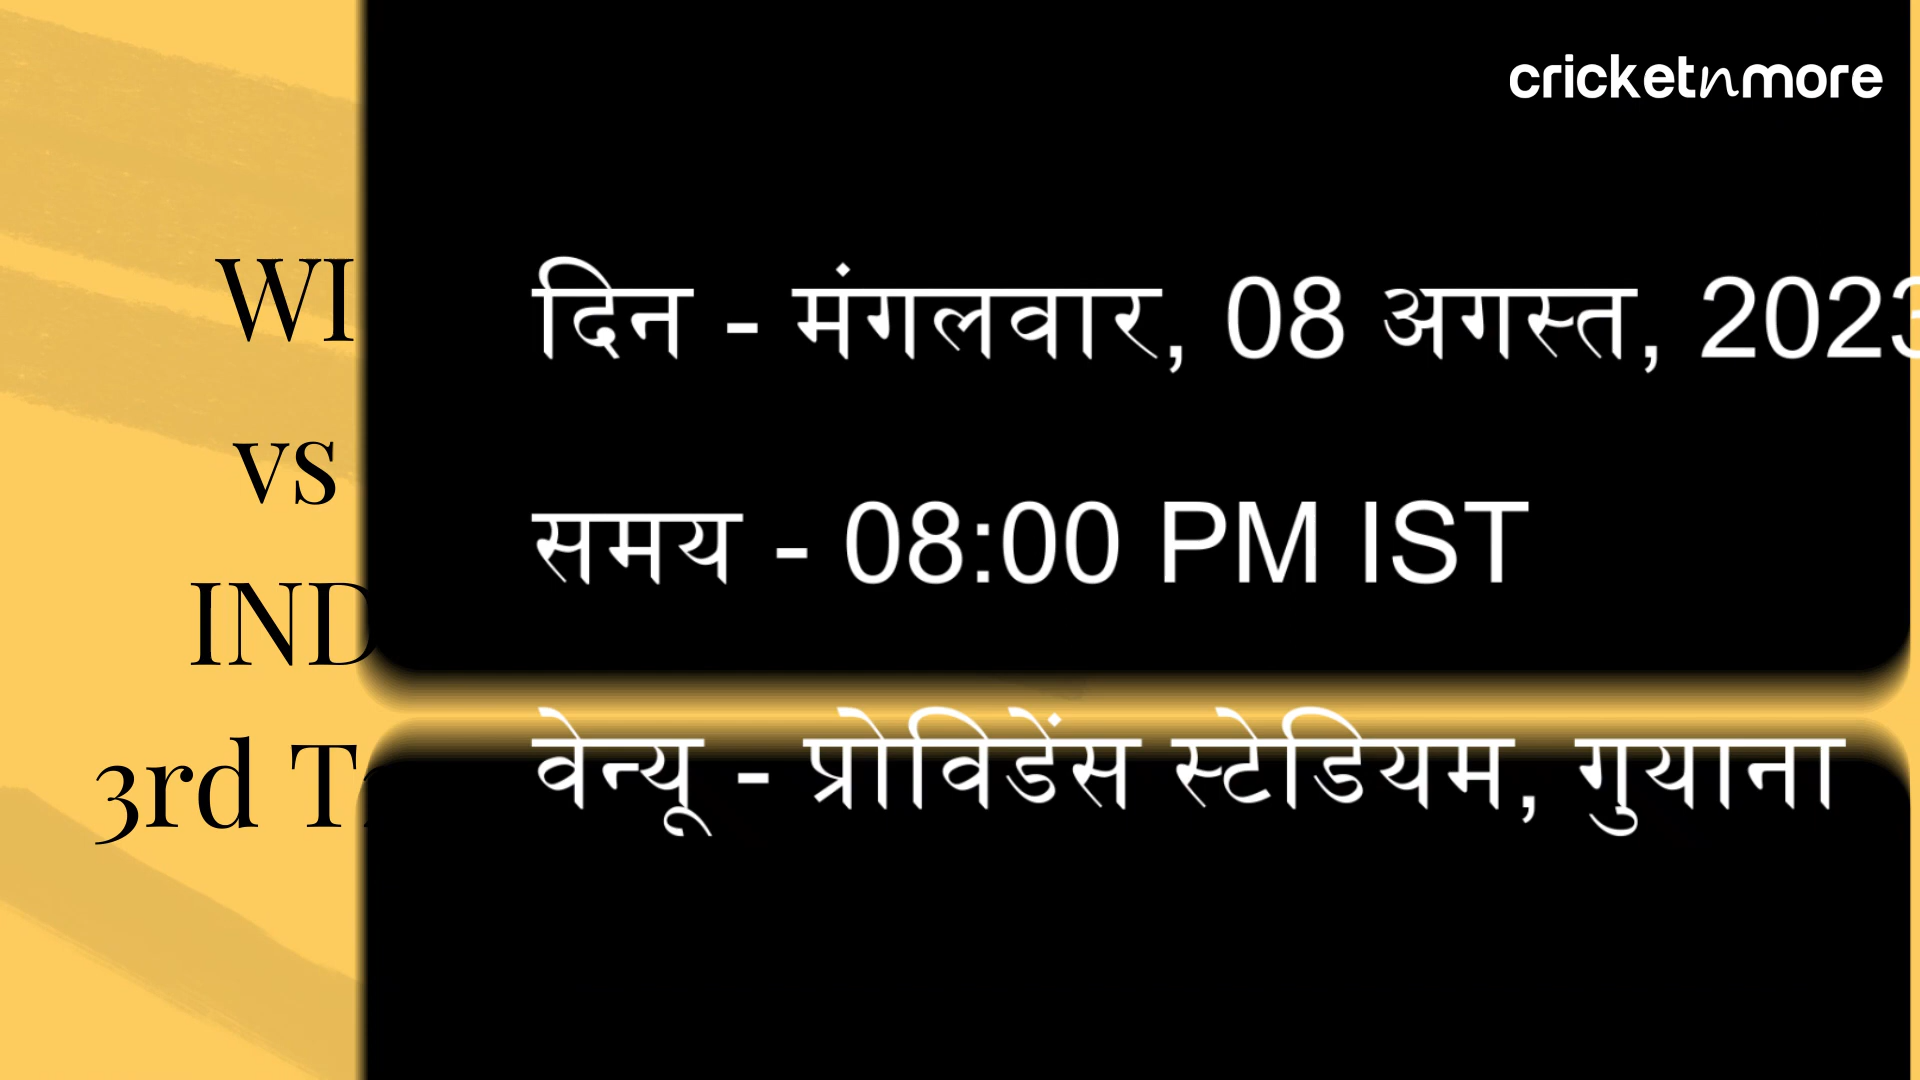 cricketnmore
WI
vs
IND
3rd T
दिन - मंगलवार, 08 अगस्त, 2023
समय - 08:00 PM IST
वेन्यू - प्रोविडेंस स्टेडियम, गुयाना